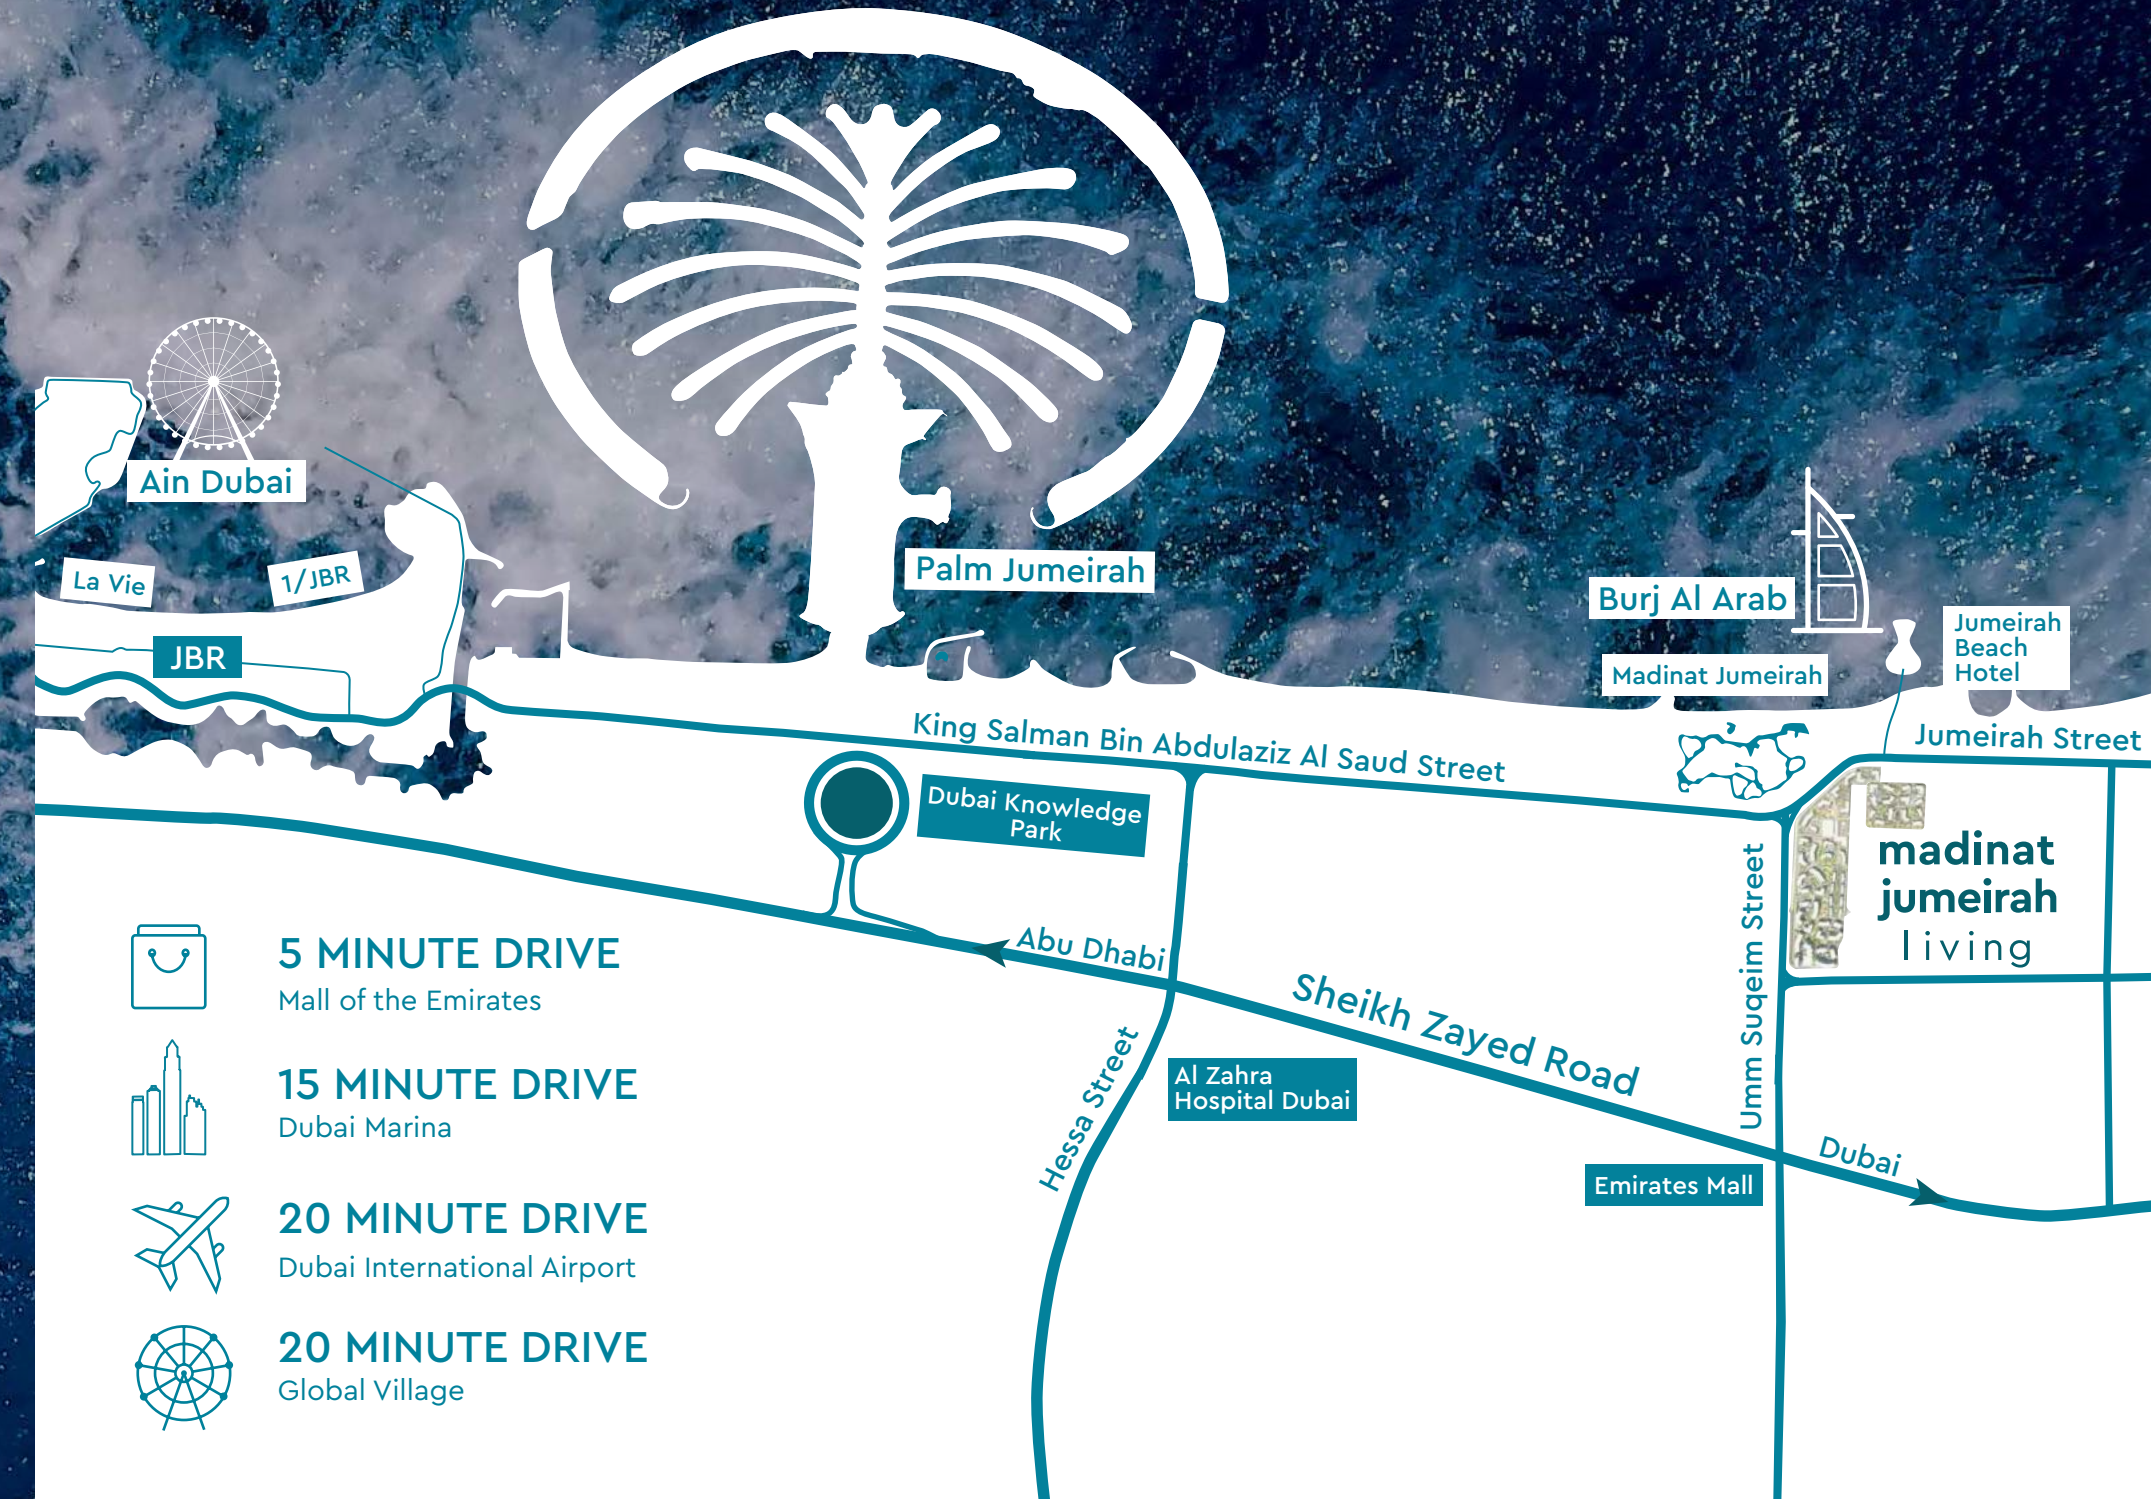 Ain Dubai
La Vie
1/JBR
JBR
Palm Jumeirah
Burj Al Arab
Madinat Jumeirah
Jumeirah
Beach
Hotel
Jumeirah Street
King Salman Bin Abdulaziz Al Saud Street
Dubai Knowledge
Park
madinat
jumeirah
living
Umm Suqeim Street
Abu Dhabi
Sheikh Zayed Road
Hessa Street
Al Zahra
Hospital Dubai
Emirates Mall
Dubai
5 MINUTE DRIVE
Mall of the Emirates
15 MINUTE DRIVE
Dubai Marina
20 MINUTE DRIVE
Dubai International Airport
20 MINUTE DRIVE
Global Village